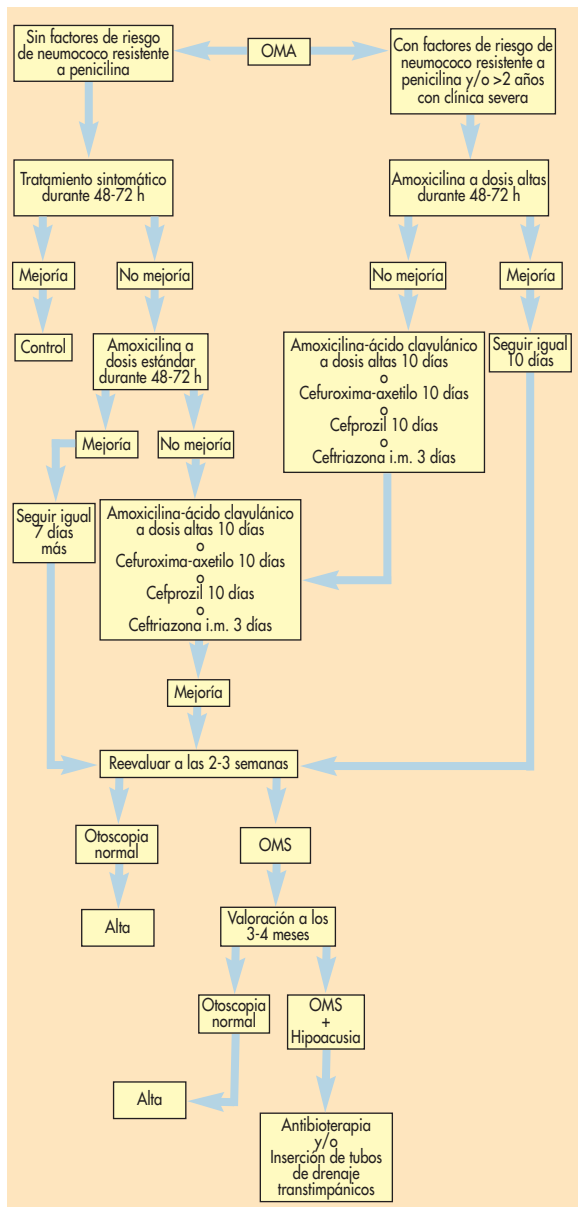 Sin factores de riesgo
de neumococo resistente
a penicilina
OMA
Con factores de riesgo de
neumococo resistente a
penicilina y/o >2 años
con clínica severa
Tratamiento sintomático
durante 48-72 h
Amoxicilina a dosis altas
durante 48-72 h
Mejoría
No mejoría
No mejoría
Mejoría
Control
Amoxicilina a
dosis estándar
durante 48-72 h
Amoxicilina-ácido clavulánico
a dosis altas 10 días
o
Cefuroxima-axetilo 10 días
o
Cefprozil 10 días
o
Ceftriazona i.m. 3 días
Seguir igual
10 días
Mejoría
No mejoría
Seguir igual
7 días
más
Amoxicilina-ácido clavulánico
a dosis altas 10 días
o
Cefuroxima-axetilo 10 días
o
Cefprozil 10 días
o
Ceftriazona i.m. 3 días
Mejoría
Reevaluar a las 2-3 semanas
Otoscopia
normal
OMS
Alta
Valoración a los
3-4 meses
Otoscopia
normal
OMS
+
Hipoacusia
Alta
Antibioterapia
y/o
Inserción de tubos
de drenaje
transtimpánicos